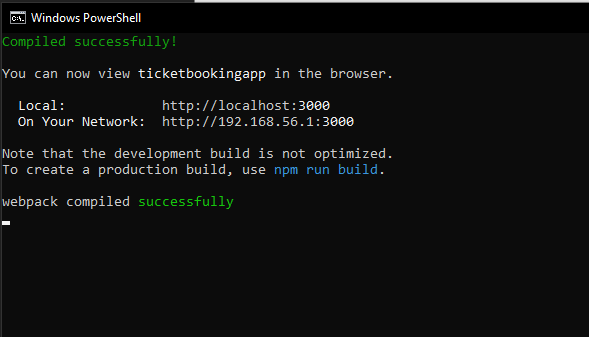 Windows PowerShell
Compiled successfully!
You can now view ticketbookingapp in the browser.
Local: http://localhost:3000
On Your Network: http://192.168.56.1:3000
Note that the development build is not optimized.
To create a production build, use npm run build.
webpack compiled successfully